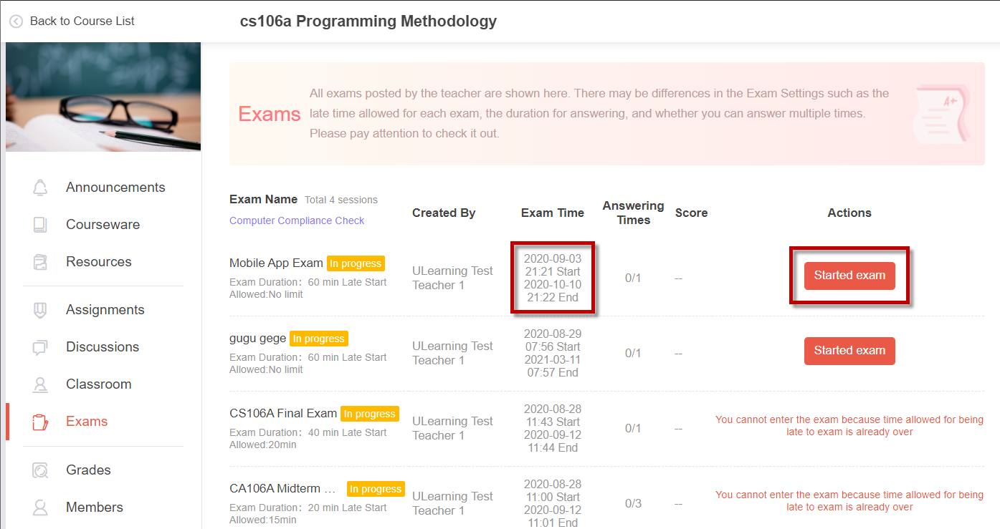 Back to Course List
cs106a Programming Methodology
Announcements
Courseware
Resources
Assignments
Discussions
Classroom
Exams
Grades
Members
Exams
All exams posted by the teacher are shown here. There may be differences in the Exam Settings such as the
late time allowed for each exam, the duration for answering, and whether you can answer multiple times.
Please pay attention to check it out.
A+
Exam Name Total 4 sessions
Computer Compliance Check
Created By
Exam Time
Answering
Times
Score
Actions
Mobile App Exam In progress
Exam Duration：60 min Late Start
Allowed:No limit
ULearning Test
Teacher 1
2020-09-03
21:21 Start
2020-10-10
21:22 End
0/1
--
Started exam
gugu gege In progress
Exam Duration：60 min Late Start
Allowed:No limit
ULearning Test
Teacher 1
2020-08-29
07:56 Start
2021-03-11
07:57 End
0/1
--
Started exam
CS106A Final Exam In progress
Exam Duration：40 min Late Start
Allowed:20min
ULearning Test
Teacher 1
2020-08-28
11:43 Start
2020-09-12
11:44 End
0/1
--
You cannot enter the exam because time allowed for being
late to exam is already over
CA106A Midterm ... In progress
Exam Duration：20 min Late Start
Allowed:15min
ULearning Test
Teacher 1
2020-08-28
11:00 Start
2020-09-12
11:01 End
0/3
--
You cannot enter the exam because time allowed for being
late to exam is already over